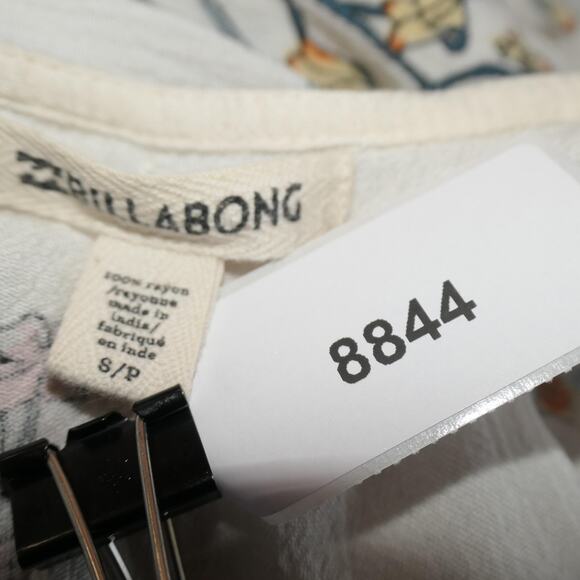 BILLABONG
100% rayon
/rayonne
made in
india/
fabriqué
en inde
S/P
8844